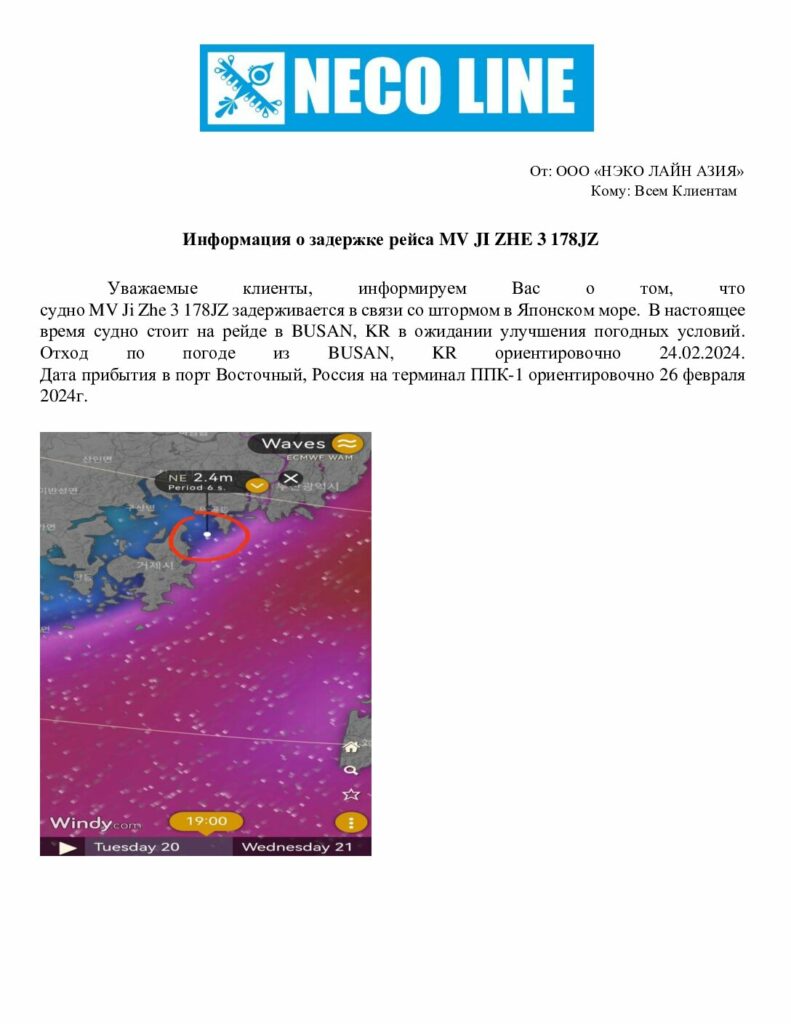 NECO LINE
От: ООО «НЭКО ЛАЙН АЗИЯ»
Кому: Всем Клиентам
Информация о задержке рейса MV JI ZHE 3 178JZ
Уважаемые клиенты, информируем Вас о том, что
судно MV Ji Zhe 3 178JZ задерживается в связи со штормом в Японском море. В настоящее
время судно стоит на рейде в BUSAN, KR в ожидании улучшения погодных условий.
Отход по погоде из BUSAN, KR ориентировочно 24.02.2024.
Дата прибытия в порт Восточный, Россия на терминал ППК-1 ориентировочно 26 февраля
2024г.
Waves
ECMWF WAM
산인면
NE 2.4m
Period 6 s.
이반성면
거제시
Windy.com
19:00
Tuesday 20
Wednesday 21